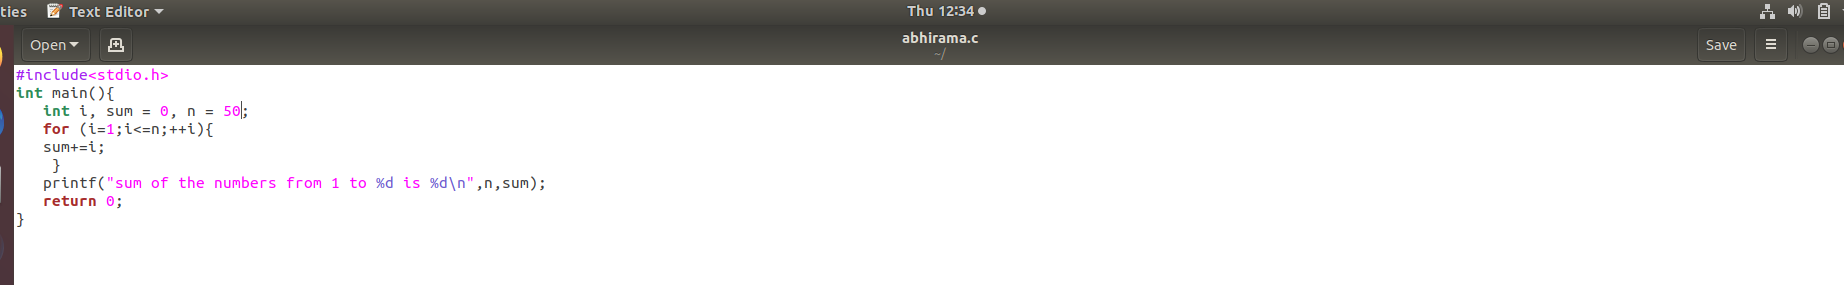 ties Text Editor Thu 12:34
Open abhirama.c Save
~/
#include<stdio.h>
int main(){
   int i, sum = 0, n = 50;
   for (i=1;i<=n;++i){
   sum+=i;
    }
   printf("sum of the numbers from 1 to %d is %d\n",n,sum);
   return 0;
}